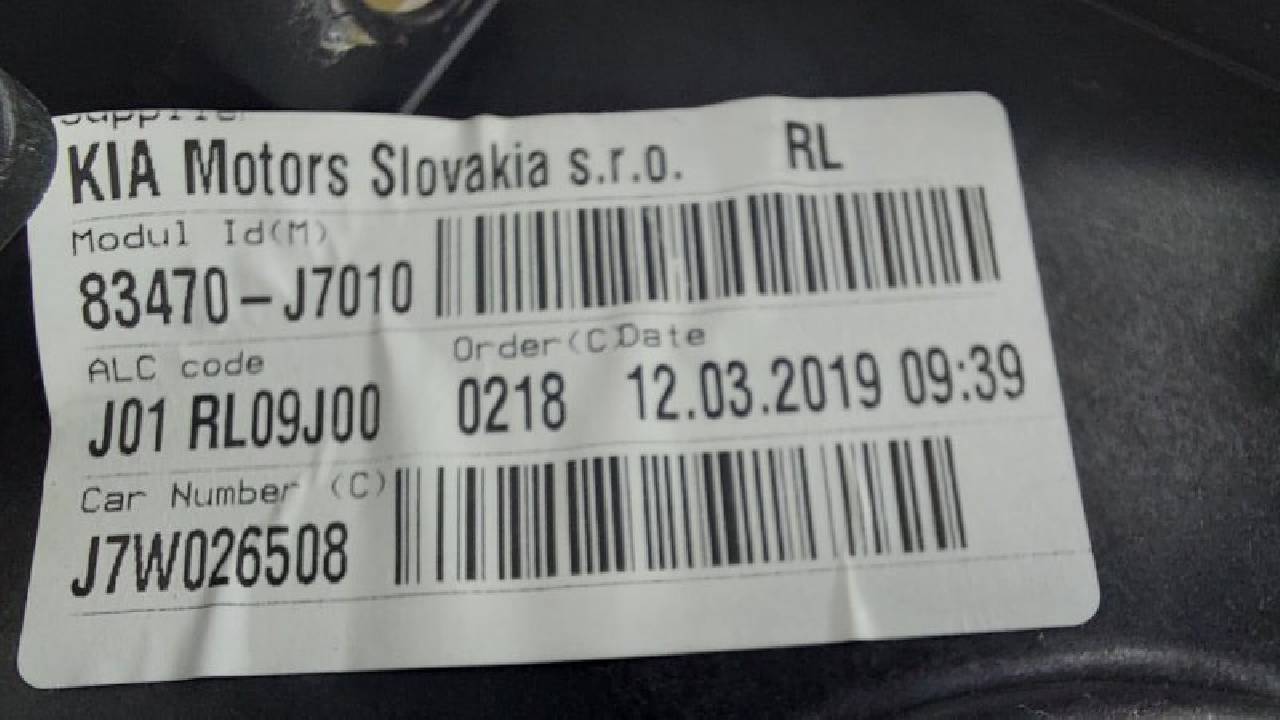 Supplier
KIA Motors Slovakia s.r.o. RL
Modul Id(M)
83470-J7010
ALC code Order(C)Date
J01 RL09J00 0218 12.03.2019 09:39
Car Number (C)
J7W026508